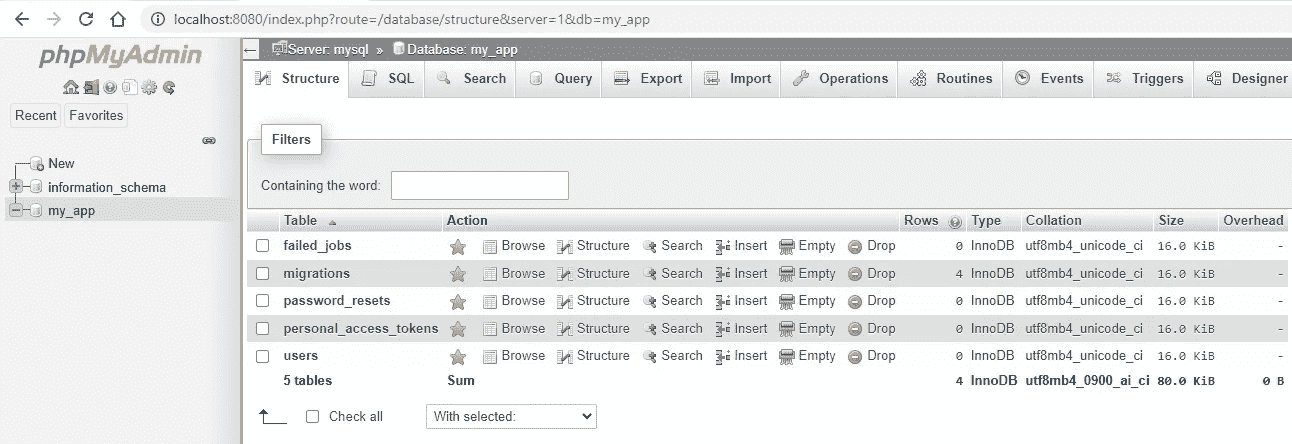 localhost:8080/index.php?route=/database/structure&server=1&db=my_app
phpMyAdmin
Recent Favorites
New
information_schema
my_app
Server: mysql » Database: my_app
Structure SQL Search Query Export Import Operations Routines Events Triggers Designer
Filters
Containing the word:
Table Action Rows Type Collation Size Overhead
failed_jobs Browse Structure Search Insert Empty Drop 0 InnoDB utf8mb4_unicode_ci 16.0 KiB -
migrations Browse Structure Search Insert Empty Drop 4 InnoDB utf8mb4_unicode_ci 16.0 KiB -
password_resets Browse Structure Search Insert Empty Drop 0 InnoDB utf8mb4_unicode_ci 16.0 KiB -
personal_access_tokens Browse Structure Search Insert Empty Drop 0 InnoDB utf8mb4_unicode_ci 16.0 KiB -
users Browse Structure Search Insert Empty Drop 0 InnoDB utf8mb4_unicode_ci 16.0 KiB -
5 tables Sum 4 InnoDB utf8mb4_0900_ai_ci 80.0 KiB 0 B
Check all With selected: